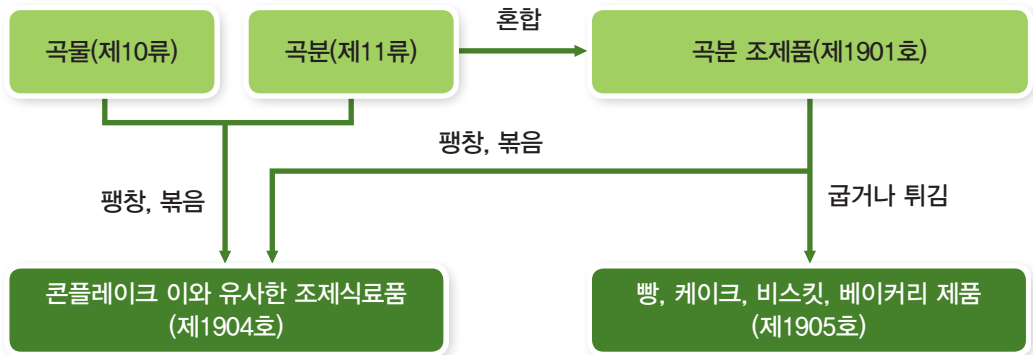 혼합
곡물(제10류)
곡분(제11류)
곡분 조제품(제1901호)
팽창, 볶음
팽창, 볶음
굽거나 튀김
콘플레이크 이와 유사한 조제식료품
(제1904호)
빵, 케이크, 비스킷, 베이커리 제품
(제1905호)